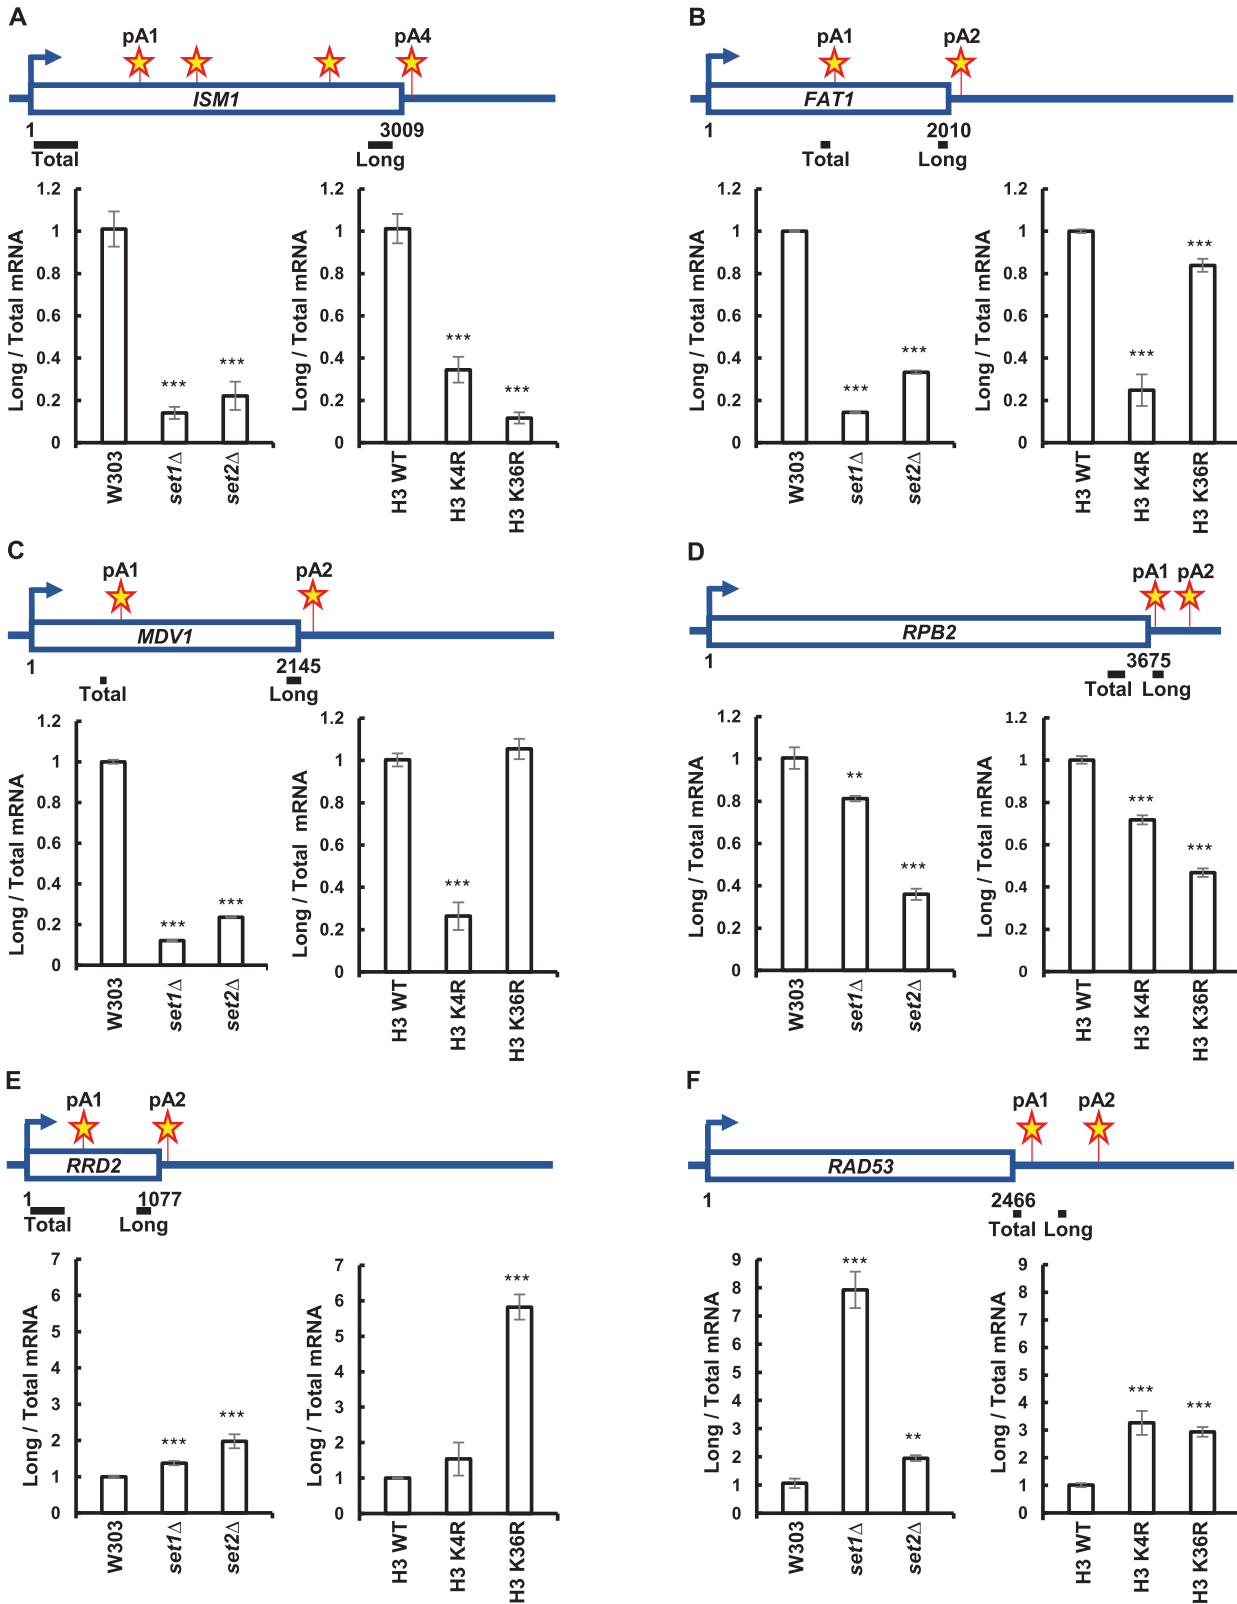 A
pA1 pA4
ISM1
1 3009
Total Long
Long / Total mRNA
1.2
1
0.8
0.6
0.4
0.2
0
***
***
W303
set1Δ
set2Δ
Long / Total mRNA
1.2
1
0.8
0.6
0.4
0.2
0
***
***
H3 WT
H3 K4R
H3 K36R
B
pA1 pA2
FAT1
1 2010
Total Long
Long / Total mRNA
1.2
1
0.8
0.6
0.4
0.2
0
***
***
W303
set1Δ
set2Δ
Long / Total mRNA
1.2
1
0.8
0.6
0.4
0.2
0
***
***
H3 WT
H3 K4R
H3 K36R
C
pA1 pA2
MDV1
1 2145
Total Long
Long / Total mRNA
1.2
1
0.8
0.6
0.4
0.2
0
***
***
W303
set1Δ
set2Δ
Long / Total mRNA
1.2
1
0.8
0.6
0.4
0.2
0
***
H3 WT
H3 K4R
H3 K36R
D
pA1 pA2
RPB2
1 3675
Total Long
Long / Total mRNA
1.2
1
0.8
0.6
0.4
0.2
0
**
***
W303
set1Δ
set2Δ
Long / Total mRNA
1.2
1
0.8
0.6
0.4
0.2
0
***
***
H3 WT
H3 K4R
H3 K36R
E
pA1 pA2
RRD2
1 1077
Total Long
Long / Total mRNA
7
6
5
4
3
2
1
0
***
***
W303
set1Δ
set2Δ
Long / Total mRNA
7
6
5
4
3
2
1
0
***
H3 WT
H3 K4R
H3 K36R
F
pA1 pA2
RAD53
1 2466
Total Long
Long / Total mRNA
9
8
7
6
5
4
3
2
1
0
***
**
W303
set1Δ
set2Δ
Long / Total mRNA
9
8
7
6
5
4
3
2
1
0
***
***
H3 WT
H3 K4R
H3 K36R